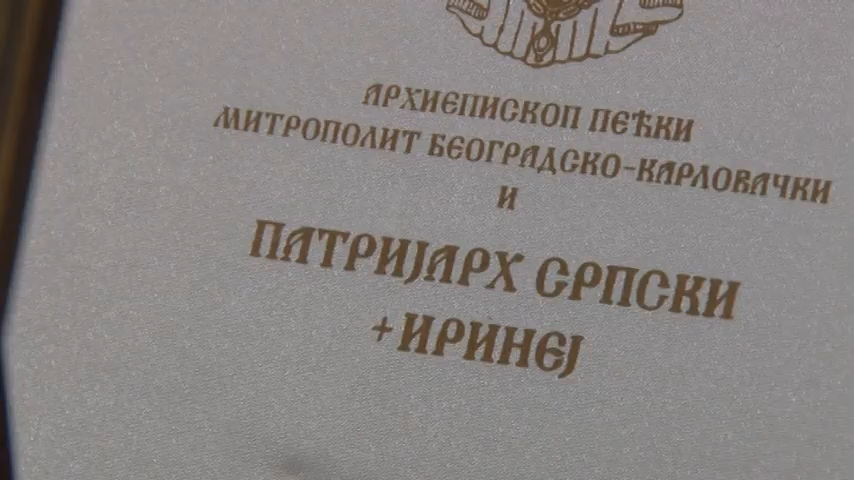 АРХИЕПИСКОП ПЕЋКИ
МИТРОПОЛИТ БЕОГРАДСКО-КАРЛОВАЧКИ
И
ПАТРИЈАРХ СРПСКИ
+ИРИНЕЈ